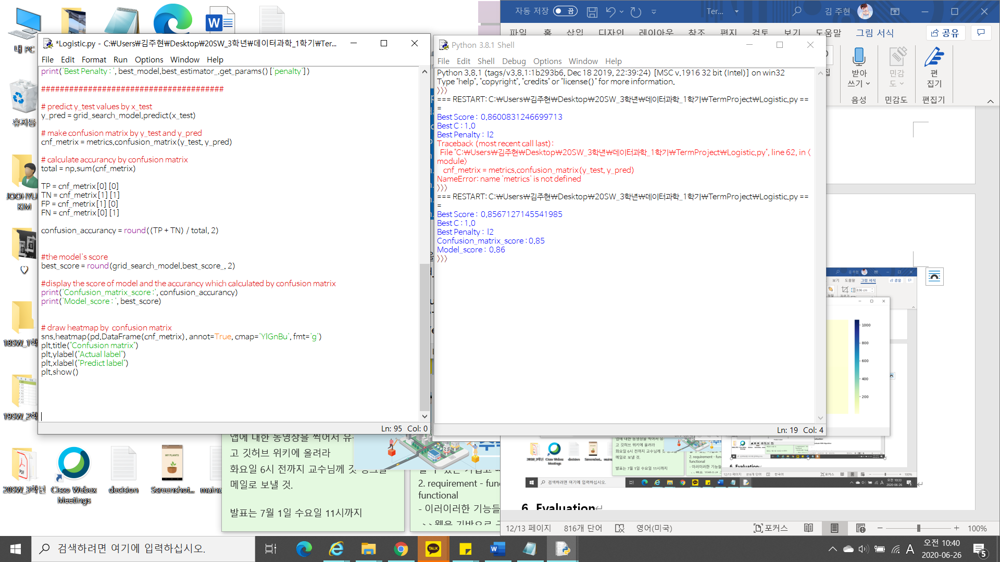 내 PC
휴지통
JOOHYU
KIM
♡
18SW_1학
19SW_2학
20SW_3학년
Cisco Webex
Meetings
decision
Screenshot...
*Logistic.py - C:₩Users₩김주현₩Desktop₩20SW_3학년₩데이터과학_1학기₩Ter...
File Edit Format Run Options Window Help
print('Best Penalty : ', best_model.best_estimator_.get_params() ['penalty'])
#######################################
# predict y_test values by x_test
y_pred = grid_search_model.predict(x_test)
# make confusion matrix by y_test and y_pred
cnf_metrix = metrics.confusion_matrix(y_test, y_pred)
# calculate accurancy by confusion matrix
total = np.sum(cnf_metrix)
TP = cnf_metrix[0] [0]
TN = cnf_metrix[1] [1]
FP = cnf_metrix[1] [0]
FN = cnf_metrix[0] [1]
confusion_accurancy = round((TP + TN) / total, 2)
#the model's score
best_score = round(grid_search_model.best_score_, 2)
#display the score of model and the accurancy which calculated by confusion matrix
print('Confusion_matrix_score :', confusion_accurancy)
print('Model_score : ', best_score)
# draw heatmap by  confusion matrix
sns.heatmap(pd.DataFrame(cnf_metrix), annot=True, cmap='YlGnBu', fmt='g')
plt.title("Confusion matrix")
plt.ylabel("Actual label")
plt.xlabel("Predict label")
plt.show()
Ln: 95 Col: 0
Python 3.8.1 Shell
File Edit Shell Debug Options Window Help
Python 3.8.1 (tags/v3.8.1:1b293b6, Dec 18 2019, 22:39:24) [MSC v.1916 32 bit (Intel)] on win32
Type "help", "copyright", "credits" or "license()" for more information.
>>>
=== RESTART: C:₩Users₩김주현₩Desktop₩20SW_3학년₩데이터과학_1학기₩TermProject₩Logistic.py ==
=
Best Score :  0.8600831246699713
Best C : 1.0
Best Penalty :  l2
Traceback (most recent call last):
File "C:₩Users₩김주현₩Desktop₩20SW_3학년₩데이터과학_1학기₩TermProject₩Logistic.py", line 62, in <
module>
cnf_metrix = metrics.confusion_matrix(y_test, y_pred)
NameError: name 'metrics' is not defined
>>>
=== RESTART: C:₩Users₩김주현₩Desktop₩20SW_3학년₩데이터과학_1학기₩TermProject₩Logistic.py ==
=
Best Score :  0.8567127145541985
Best C : 1.0
Best Penalty :  l2
Confusion_matrix_score : 0.85
Model_score :  0.86
>>>
Ln: 19 Col: 4
자동 저장 끔 Ter... 김 주현
파일 홈 삽입 디자인 레이아웃 참조 편지 검토 보기 도움말 그림 서식 공유
받아
쓰기
음성
민감
도
민감도
편
집기
편집기
1000
800
600
400
200
앱에 대한 동영상을 찍어서 유
고 깃허브 위키에 올려라
화요일 6시 전까지 교수님께 깃
메일로 보낼 것.
발표는 7월 1일 수요일 11시까지
2. requirement - func
functional
- 이러이러한 기능들
6. Evaluation
12/13 페이지 816개 단어 영어(미국) 포커스 100%
검색하려면 여기에 입력하십시오.
TALK
A
오전 10:40
2020-06-26
5